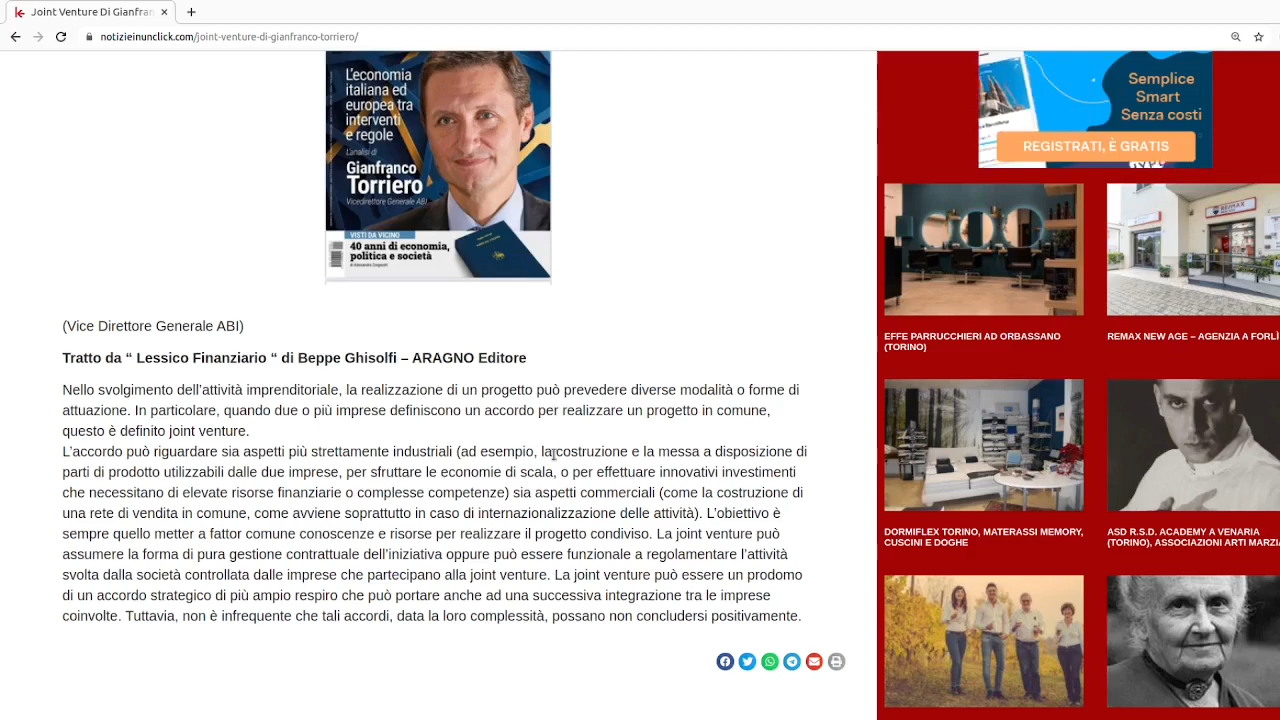 Joint Venture Di Gianfran
notizieinunclick.com/joint-venture-di-gianfranco-torriero/
L'economia
italiana ed
europea tra
interventi
e regole
L'analisi di
Gianfranco
Torriero
Vicedirettore Generale ABI
VISTI DA VICINO
40 anni di economia,
politica e società
(Vice Direttore Generale ABI)
Tratto da “ Lessico Finanziario “ di Beppe Ghisolfi – ARAGNO Editore
Nello svolgimento dell’attività imprenditoriale, la realizzazione di un progetto può prevedere diverse modalità o forme di
attuazione. In particolare, quando due o più imprese definiscono un accordo per realizzare un progetto in comune,
questo è definito joint venture.
L’accordo può riguardare sia aspetti più strettamente industriali (ad esempio, la costruzione e la messa a disposizione di
parti di prodotto utilizzabili dalle due imprese, per sfruttare le economie di scala, o per effettuare innovativi investimenti
che necessitano di elevate risorse finanziarie o complesse competenze) sia aspetti commerciali (come la costruzione di
una rete di vendita in comune, come avviene soprattutto in caso di internazionalizzazione delle attività). L’obiettivo è
sempre quello metter a fattor comune conoscenze e risorse per realizzare il progetto condiviso. La joint venture può
assumere la forma di pura gestione contrattuale dell’iniziativa oppure può essere funzionale a regolamentare l’attività
svolta dalla società controllata dalle imprese che partecipano alla joint venture. La joint venture può essere un prodomo
di un accordo strategico di più ampio respiro che può portare anche ad una successiva integrazione tra le imprese
coinvolte. Tuttavia, non è infrequente che tali accordi, data la loro complessità, possano non concludersi positivamente.
Semplice
Smart
Senza costi
REGISTRATI, È GRATIS
RE/MAX
EFFE PARRUCCHIERI AD ORBASSANO
(TORINO)
REMAX NEW AGE – AGENZIA A FORLÌ
DORMIFLEX TORINO, MATERASSI MEMORY,
CUSCINI E DOGHE
ASD R.S.D. ACADEMY A VENARIA
(TORINO), ASSOCIAZIONI ARTI MARZIA